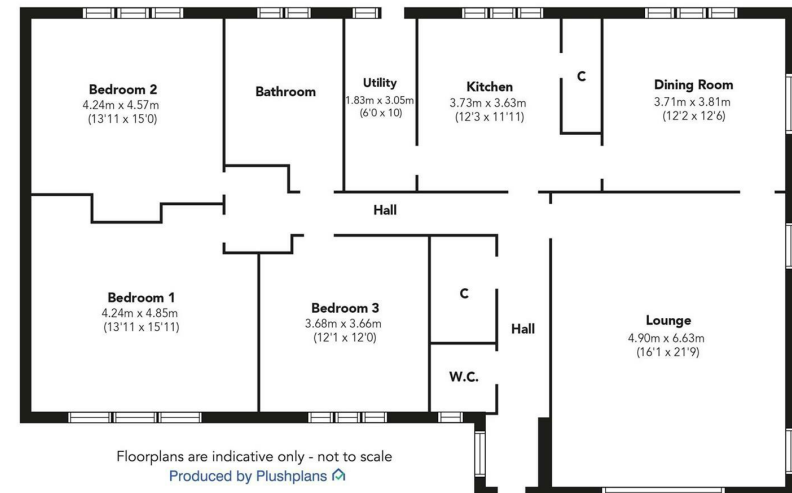 Bedroom 2
4.24m x 4.57m
(13'11 x 15'0)
Bathroom
Utility
1.83m x 3.05m
(6'0 x 10)
Kitchen
3.73m x 3.63m
(12'3 x 11'11)
C
Dining Room
3.71m x 3.81m
(12'2 x 12'6)
Hall
Bedroom 1
4.24m x 4.85m
(13'11 x 15'11)
Bedroom 3
3.68m x 3.66m
(12'1 x 12'0)
C
W.C.
Hall
Lounge
4.90m x 6.63m
(16'1 x 21'9)
Floorplans are indicative only - not to scale
Produced by Plushplans